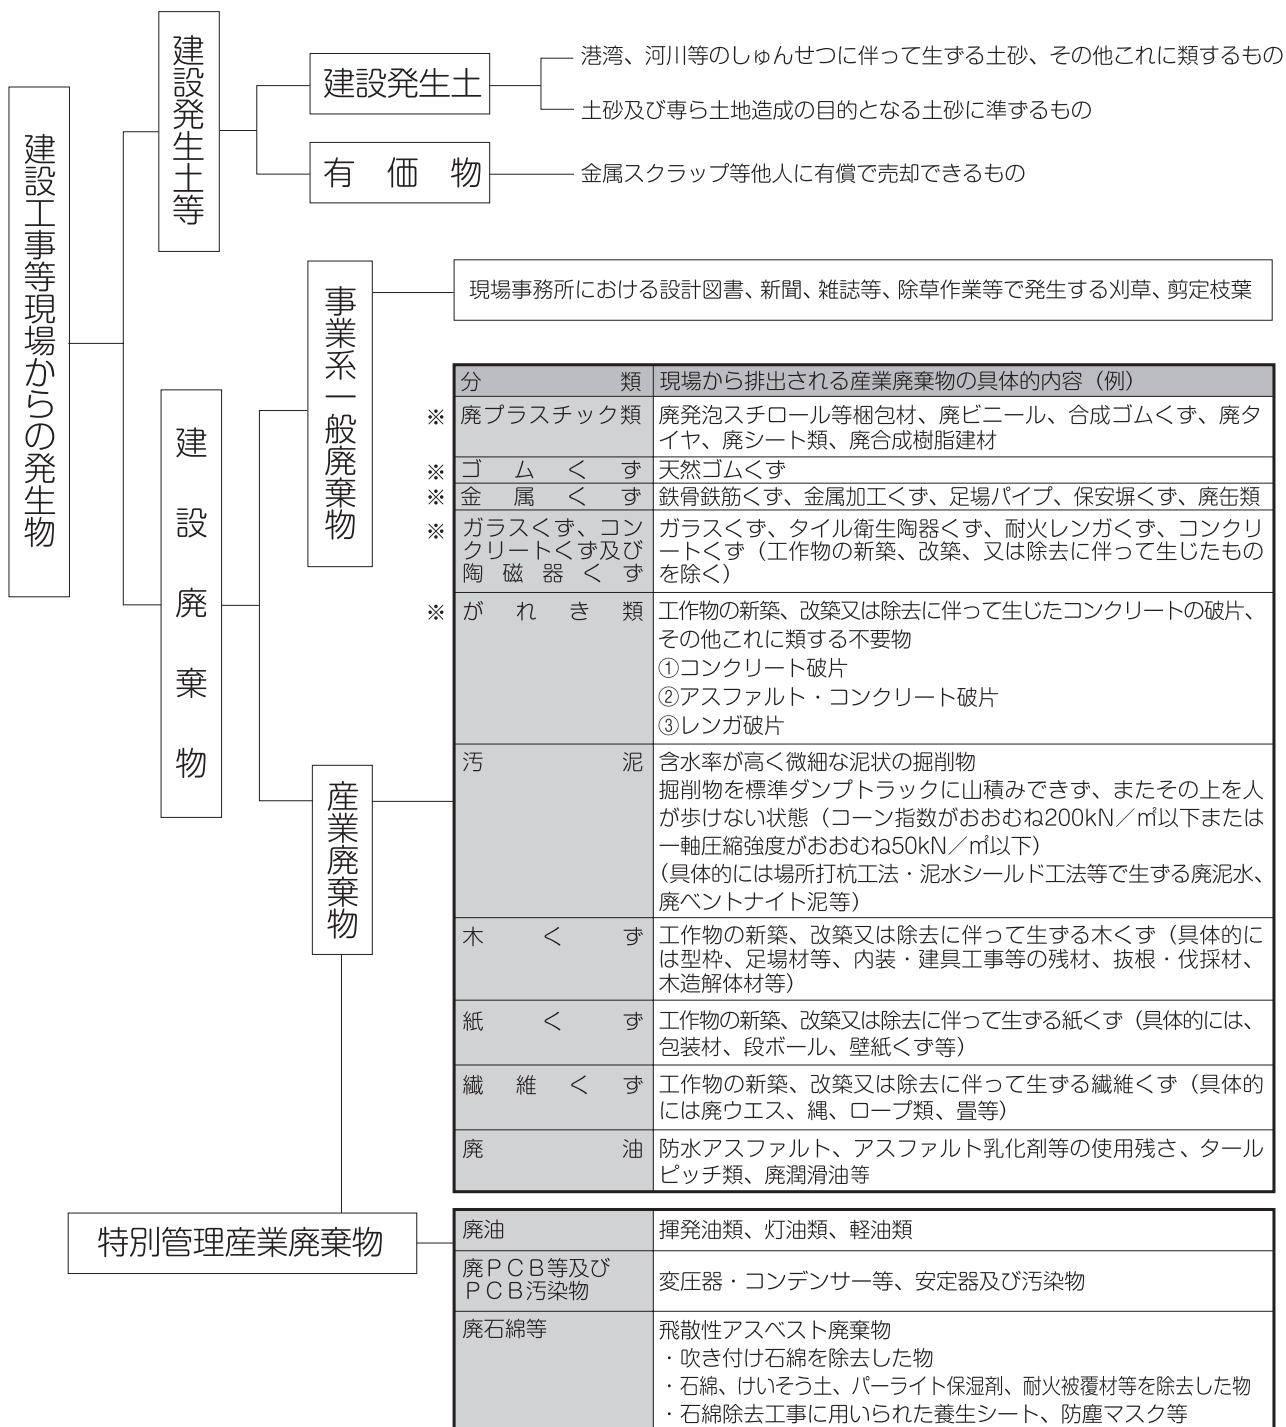 建設工事等現場からの発生物
建設発生土等
建設発生土
港湾、河川等のしゅんせつに伴って生ずる土砂、その他これに類するもの
土砂及び専ら土地造成の目的となる土砂に準ずるもの
有価物
金属スクラップ等他人に有償で売却できるもの
建設廃棄物
事業系一般廃棄物
現場事務所における設計図書、新聞、雑誌等、除草作業等で発生する刈草、剪定枝葉
産業廃棄物
分類 現場から排出される産業廃棄物の具体的内容（例）
※ 廃プラスチック類 廃発泡スチロール等梱包材、廃ビニール、合成ゴムくず、廃タ
イヤ、廃シート類、廃合成樹脂建材
※ ゴムくず 天然ゴムくず
※ 金属くず 鉄骨鉄筋くず、金属加工くず、足場パイプ、保安塀くず、廃缶類
※ ガラスくず、コン
クリートくず及び
陶磁器くず
ガラスくず、タイル衛生陶器くず、耐火レンガくず、コンクリ
ートくず（工作物の新築、改築、又は除去に伴って生じたもの
を除く）
※ がれき類 工作物の新築、改築又は除去に伴って生じたコンクリートの破片、
その他これに類する不要物
①コンクリート破片
②アスファルト・コンクリート破片
③レンガ破片
汚泥 含水率が高く微細な泥状の掘削物
掘削物を標準ダンプトラックに山積みできず、またその上を人
が歩けない状態（コーン指数がおおむね200kN／㎡以下または
一軸圧縮強度がおおむね50kN／㎡以下）
（具体的には場所打杭工法・泥水シールド工法等で生ずる廃泥水、
廃ベントナイト泥等）
木くず 工作物の新築、改築又は除去に伴って生ずる木くず（具体的に
は型枠、足場材等、内装・建具工事等の残材、抜根・伐採材、
木造解体材等）
紙くず 工作物の新築、改築又は除去に伴って生ずる紙くず（具体的には、
包装材、段ボール、壁紙くず等）
繊維くず 工作物の新築、改築又は除去に伴って生ずる繊維くず（具体的
には廃ウエス、縄、ロープ類、畳等）
廃油 防水アスファルト、アスファルト乳化剤等の使用残さ、タール
ピッチ類、廃潤滑油等
特別管理産業廃棄物
廃油 揮発油類、灯油類、軽油類
廃ＰＣＢ等及び
ＰＣＢ汚染物
変圧器・コンデンサー等、安定器及び汚染物
廃石綿等 飛散性アスベスト廃棄物
・吹き付け石綿を除去した物
・石綿、けいそう土、パーライト保湿剤、耐火被覆材等を除去した物
・石綿除去工事に用いられた養生シート、防塵マスク等